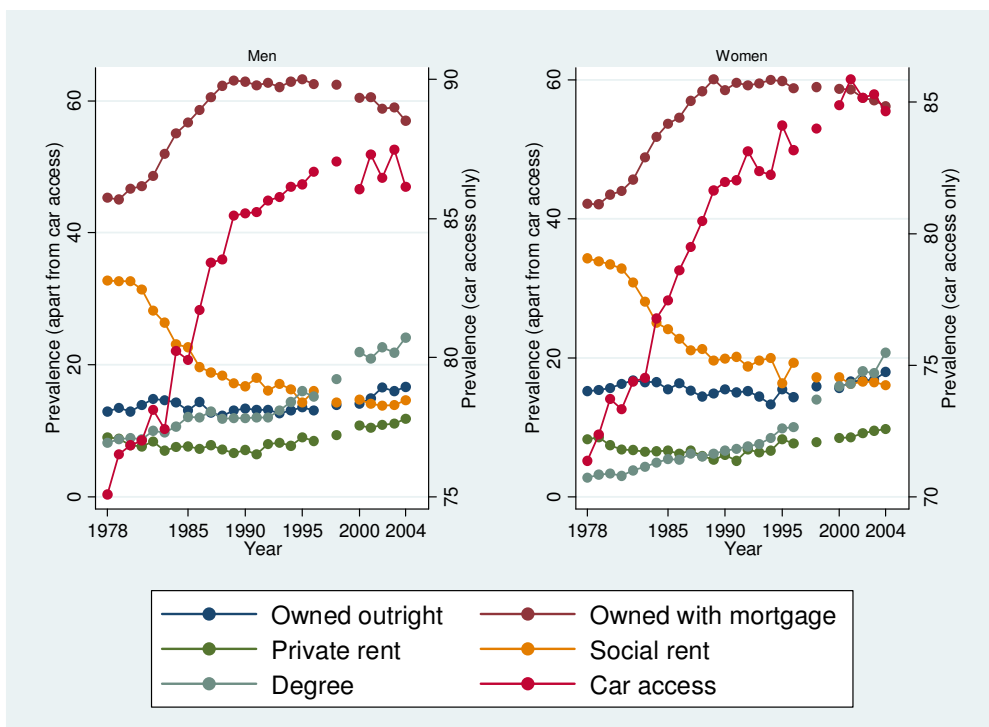 Men
Prevalence (apart from car access)
60
40
20
0
90
85
80
75
Prevalence (car access only)
1978
1985
1990
1995
2000
2004
Year
Women
Prevalence (apart from car access)
60
40
20
0
85
80
75
70
Prevalence (car access only)
1978
1985
1990
1995
2000
2004
Year
Owned outright
Owned with mortgage
Private rent
Social rent
Degree
Car access